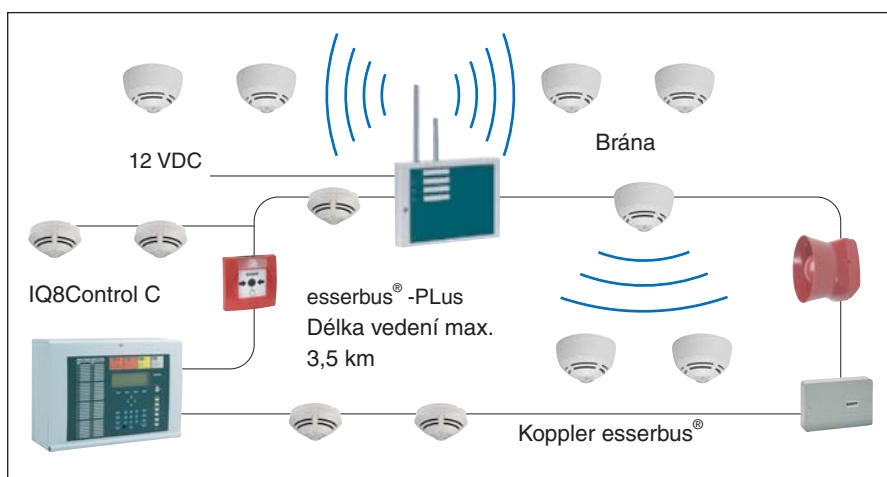 12 VDC
Brána
IQ8Control C
esserbus® -PLus
Délka vedení max.
3,5 km
Koppler esserbus®